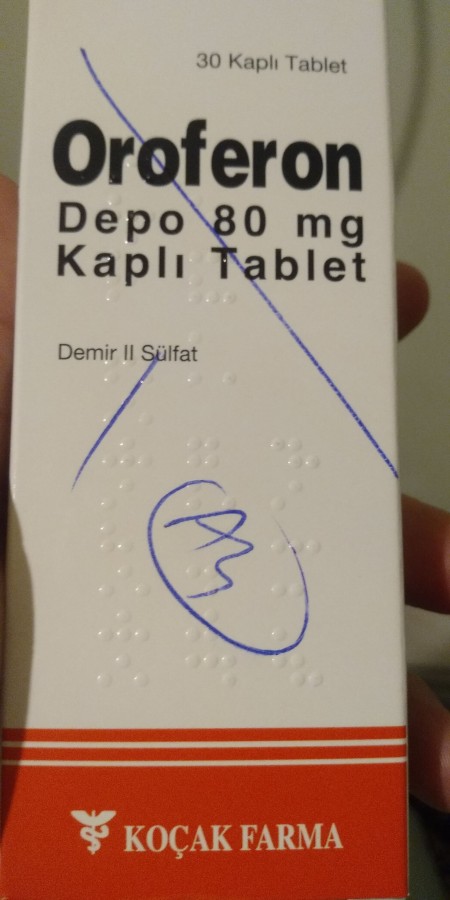 30 Kaplı Tablet
Oroferon
Depo 80 mg
Kaplı Tablet
Demir II Sülfat
KOÇAK FARMA